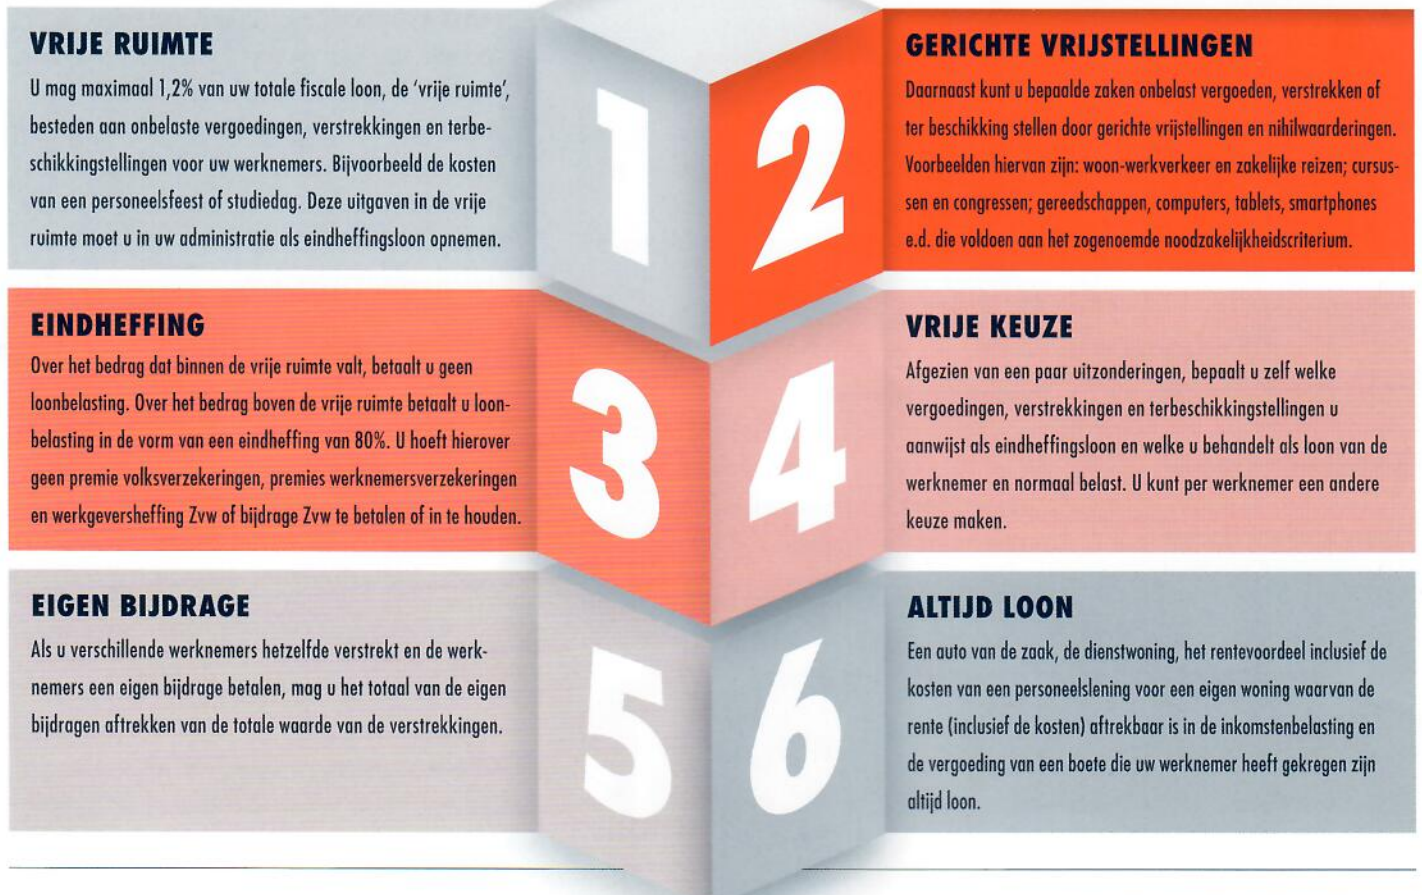 VRIJE RUIMTE
U mag maximaal 1,2% van uw totale fiscale loon, de ‘vrije ruimte’,
besteden aan onbelaste vergoedingen, verstrekkingen en terbe-
schikkingstellingen voor uw werknemers. Bijvoorbeeld de kosten
van een personeelsfeest of studiedag. Deze uitgaven in de vrije
ruimte moet u in uw administratie als eindheffingsloon opnemen.
1
2
GERICHTE VRIJSTELLINGEN
Daarnaast kunt u bepaalde zaken onbelast vergoeden, verstrekken of
ter beschikking stellen door gerichte vrijstellingen en nihilwaarderingen.
Voorbeelden hiervan zijn: woon-werkverkeer en zakelijke reizen; cursus-
sen en congressen; gereedschappen, computers, tablets, smartphones
e.d. die voldoen aan het zogenoemde noodzakelijkheidscriterium.
EINDHEFFING
Over het bedrag dat binnen de vrije ruimte valt, betaalt u geen
loonbelasting. Over het bedrag boven de vrije ruimte betaalt u loon-
belasting in de vorm van een eindheffing van 80%. U hoeft hierover
geen premie volksverzekeringen, premies werknemersverzekeringen
en werkgeversheffing Zvw of bijdrage Zvw te betalen of in te houden.
3
4
VRIJE KEUZE
Afgezien van een paar uitzonderingen, bepaalt u zelf welke
vergoedingen, verstrekkingen en terbeschikkingstellingen u
aanwijst als eindheffingsloon en welke u behandelt als loon van de
werknemer en normaal belast. U kunt per werknemer een andere
keuze maken.
EIGEN BIJDRAGE
Als u verschillende werknemers hetzelfde verstrekt en de werk-
nemers een eigen bijdrage betalen, mag u het totaal van de eigen
bijdragen aftrekken van de totale waarde van de verstrekkingen.
5
6
ALTIJD LOON
Een auto van de zaak, de dienstwoning, het rentevoordeel inclusief de
kosten van een personeelslening voor een eigen woning waarvan de
rente (inclusief de kosten) aftrekbaar is in de inkomstenbelasting en
de vergoeding van een boete die uw werknemer heeft gekregen zijn
altijd loon.